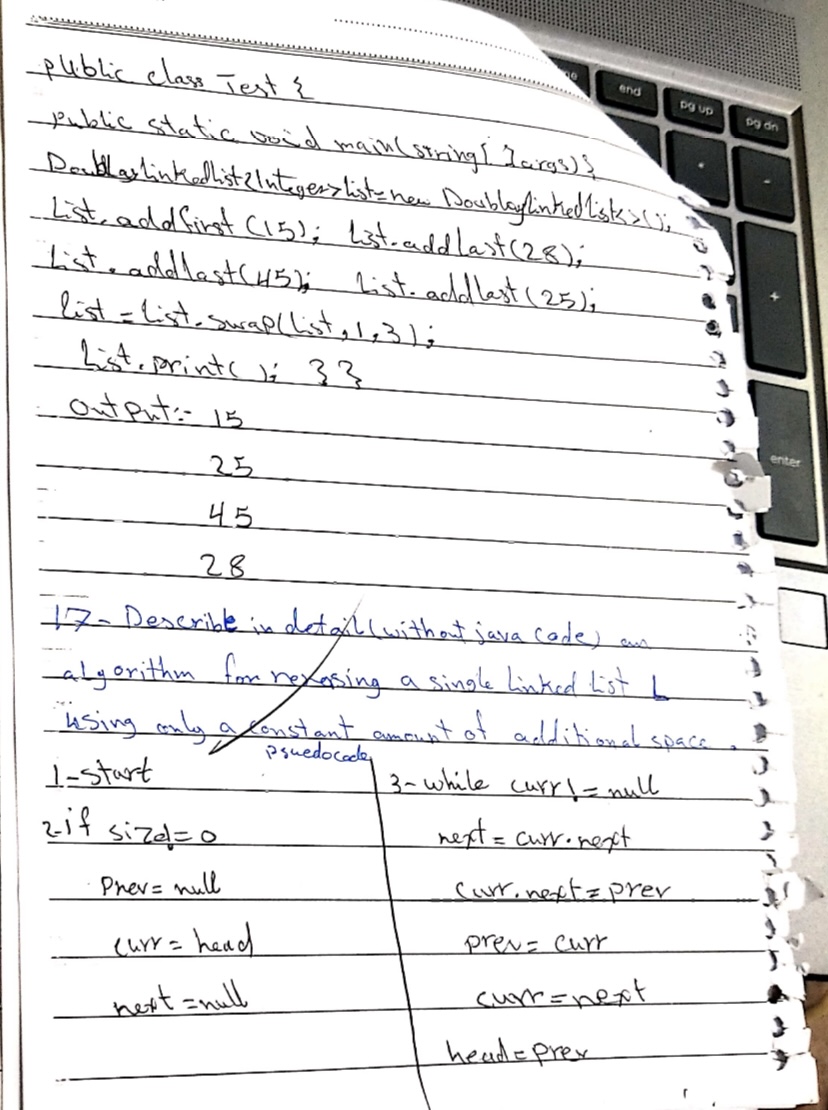 public class Test {
public static void main(string[ ]args){
DoublayLinkedlist<Integer>list=new DoublayLinkedlist<>();
List.addfirst (15); List.addlast(28);
List.addlast(45); List.addlast(25);
list = List.swap(List,1,3);
List.print( ); }}
output:- 15
25
45
28
17- Describe in detail (without java code) an
algorithm for revesing a single Linked list L
using only a constant amount of additional space.
psuedocode
1-start
2-if size!=0
Prev= null
curr= head
next=null
3- while curr!=null
next= curr.next
curr.next=prev
prev= curr
curr=next
head=prev
end
pg up
pg dn
+
enter